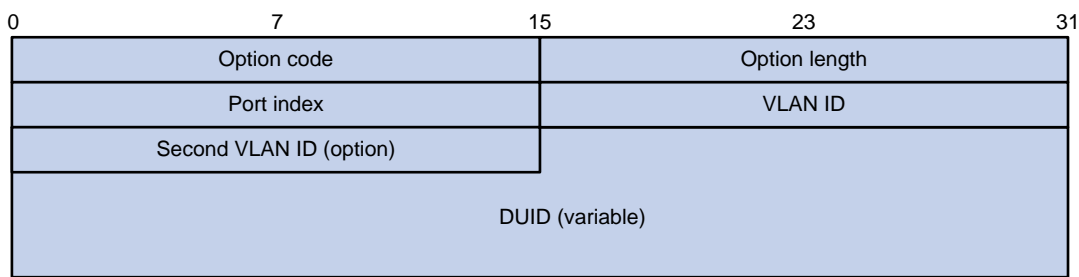 0 7 15 23 31
Option code Option length
Port index VLAN ID
Second VLAN ID (option)
DUID (variable)